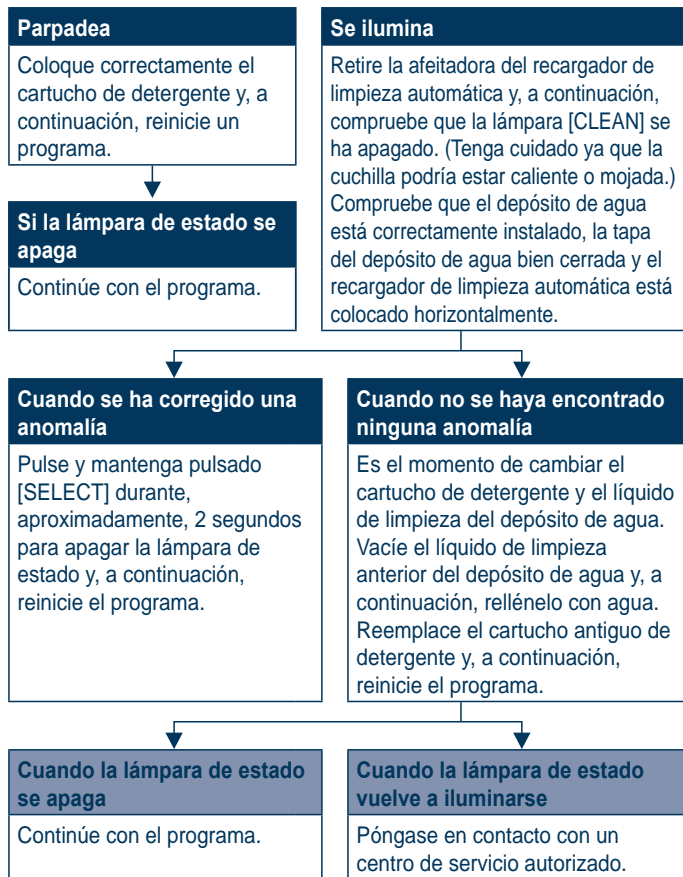 Parpadea
Coloque correctamente el
cartucho de detergente y, a
continuación, reinicie un
programa.
Si la lámpara de estado se
apaga
Continúe con el programa.
Se ilumina
Retire la afeitadora del recargador de
limpieza automática y, a continuación,
compruebe que la lámpara [CLEAN] se
ha apagado. (Tenga cuidado ya que la
cuchilla podría estar caliente o mojada.)
Compruebe que el depósito de agua
está correctamente instalado, la tapa
del depósito de agua bien cerrada y el
recargador de limpieza automática está
colocado horizontalmente.
Cuando se ha corregido una
anomalía
Pulse y mantenga pulsado
[SELECT] durante,
aproximadamente, 2 segundos
para apagar la lámpara de
estado y, a continuación,
reinicie el programa.
Cuando no se haya encontrado
ninguna anomalía
Es el momento de cambiar el
cartucho de detergente y el líquido
de limpieza del depósito de agua.
Vacíe el líquido de limpieza
anterior del depósito de agua y, a
continuación, rellénelo con agua.
Reemplace el cartucho antiguo de
detergente y, a continuación,
reinicie el programa.
Cuando la lámpara de estado
se apaga
Continúe con el programa.
Cuando la lámpara de estado
vuelve a iluminarse
Póngase en contacto con un
centro de servicio autorizado.